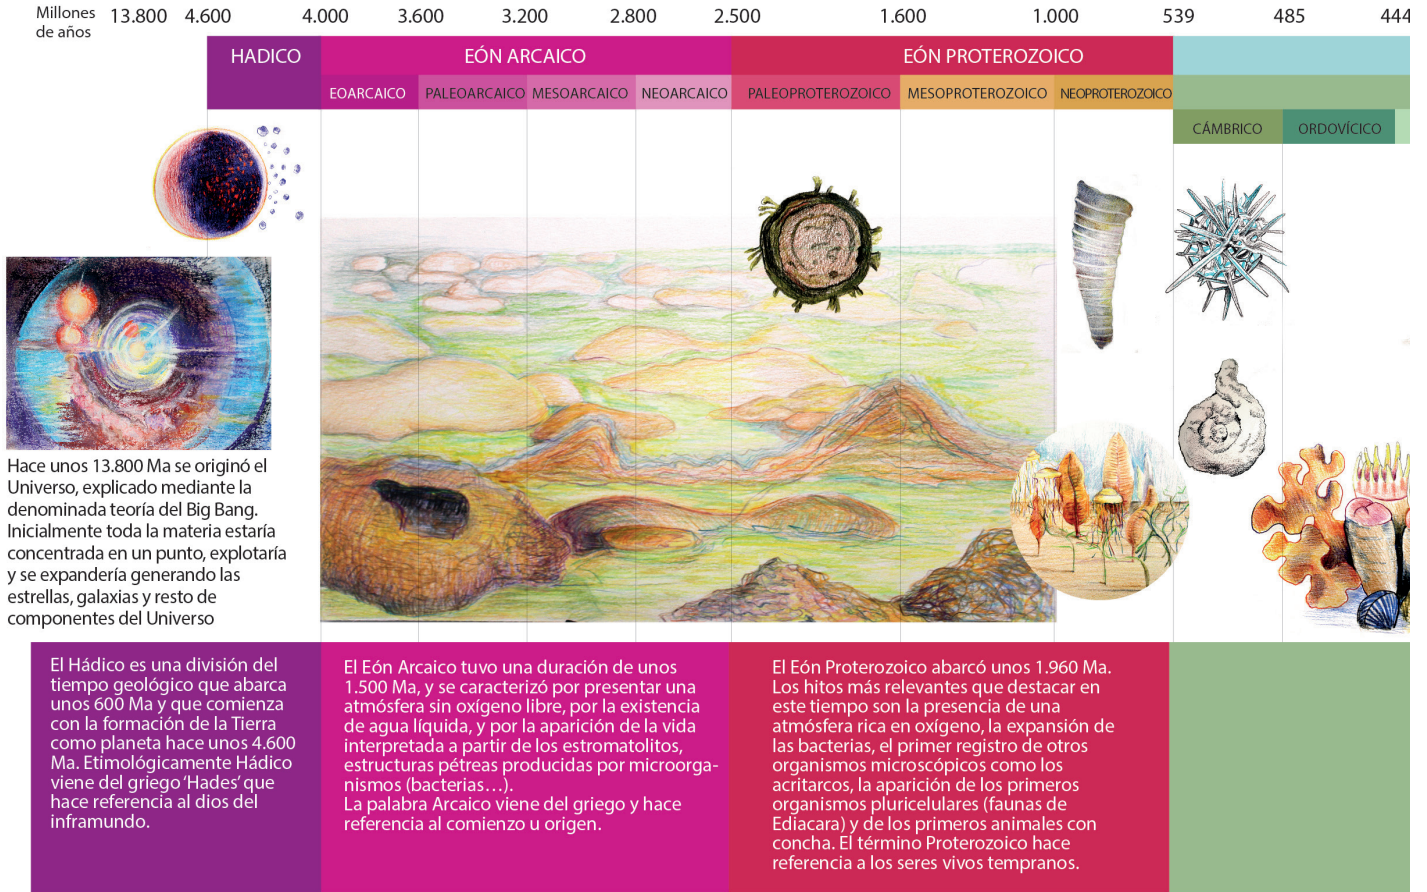 Millones
de años
13.800 4.600 4.000 3.600 3.200 2.800 2.500 1.600 1.000 539 485 444
HADICO EÓN ARCAICO EÓN PROTEROZOICO
EOARCAICO PALEOARCAICO MESOARCAICO NEOARCAICO PALEOPROTEROZOICO MESOPROTEROZOICO NEOPROTEROZOICO
CÁMBRICO ORDOVÍCICO
Hace unos 13.800 Ma se originó el
Universo, explicado mediante la
denominada teoría del Big Bang.
Inicialmente toda la materia estaría
concentrada en un punto, explotaría
y se expandería generando las
estrellas, galaxias y resto de
componentes del Universo
El Hádico es una división del
tiempo geológico que abarca
unos 600 Ma y que comienza
con la formación de la Tierra
como planeta hace unos 4.600
Ma. Etimológicamente Hádico
viene del griego ‘Hades’ que
hace referencia al dios del
inframundo.
El Eón Arcaico tuvo una duración de unos
1.500 Ma, y se caracterizó por presentar una
atmósfera sin oxígeno libre, por la existencia
de agua líquida, y por la aparición de la vida
interpretada a partir de los estromatolitos,
estructuras pétreas producidas por microorga-
nismos (bacterias…).
La palabra Arcaico viene del griego y hace
referencia al comienzo u origen.
El Eón Proterozoico abarcó unos 1.960 Ma.
Los hitos más relevantes que destacar en
este tiempo son la presencia de una
atmósfera rica en oxígeno, la expansión de
las bacterias, el primer registro de otros
organismos microscópicos como los
acritarcos, la aparición de los primeros
organismos pluricelulares (faunas de
Ediacara) y de los primeros animales con
concha. El término Proterozoico hace
referencia a los seres vivos tempranos.